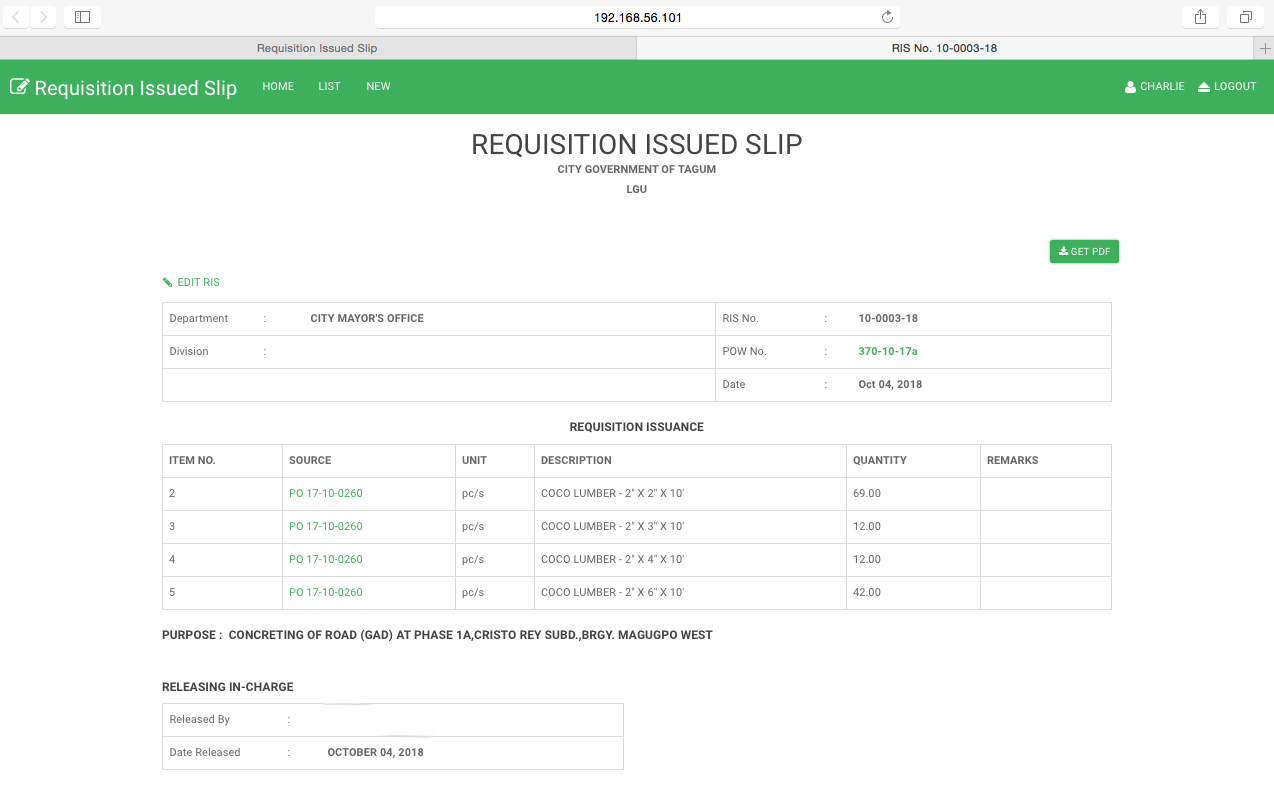 192.168.56.101
Requisition Issued Slip
RIS No. 10-0003-18
Requisition Issued Slip HOME LIST NEW CHARLIE LOGOUT
REQUISITION ISSUED SLIP
CITY GOVERNMENT OF TAGUM
LGU
GET PDF
EDIT RIS
Department : CITY MAYOR'S OFFICE RIS No. : 10-0003-18
Division : POW No. : 370-10-17a
Date : Oct 04, 2018
REQUISITION ISSUANCE
ITEM NO. SOURCE UNIT DESCRIPTION QUANTITY REMARKS
2 PO 17-10-0260 pc/s COCO LUMBER - 2" X 2" X 10' 69.00
3 PO 17-10-0260 pc/s COCO LUMBER - 2" X 3" X 10' 12.00
4 PO 17-10-0260 pc/s COCO LUMBER - 2" X 4" X 10' 12.00
5 PO 17-10-0260 pc/s COCO LUMBER - 2" X 6" X 10' 42.00
PURPOSE : CONCRETING OF ROAD (GAD) AT PHASE 1A,CRISTO REY SUBD.,BRGY. MAGUGPO WEST
RELEASING IN-CHARGE
Released By :
Date Released : OCTOBER 04, 2018